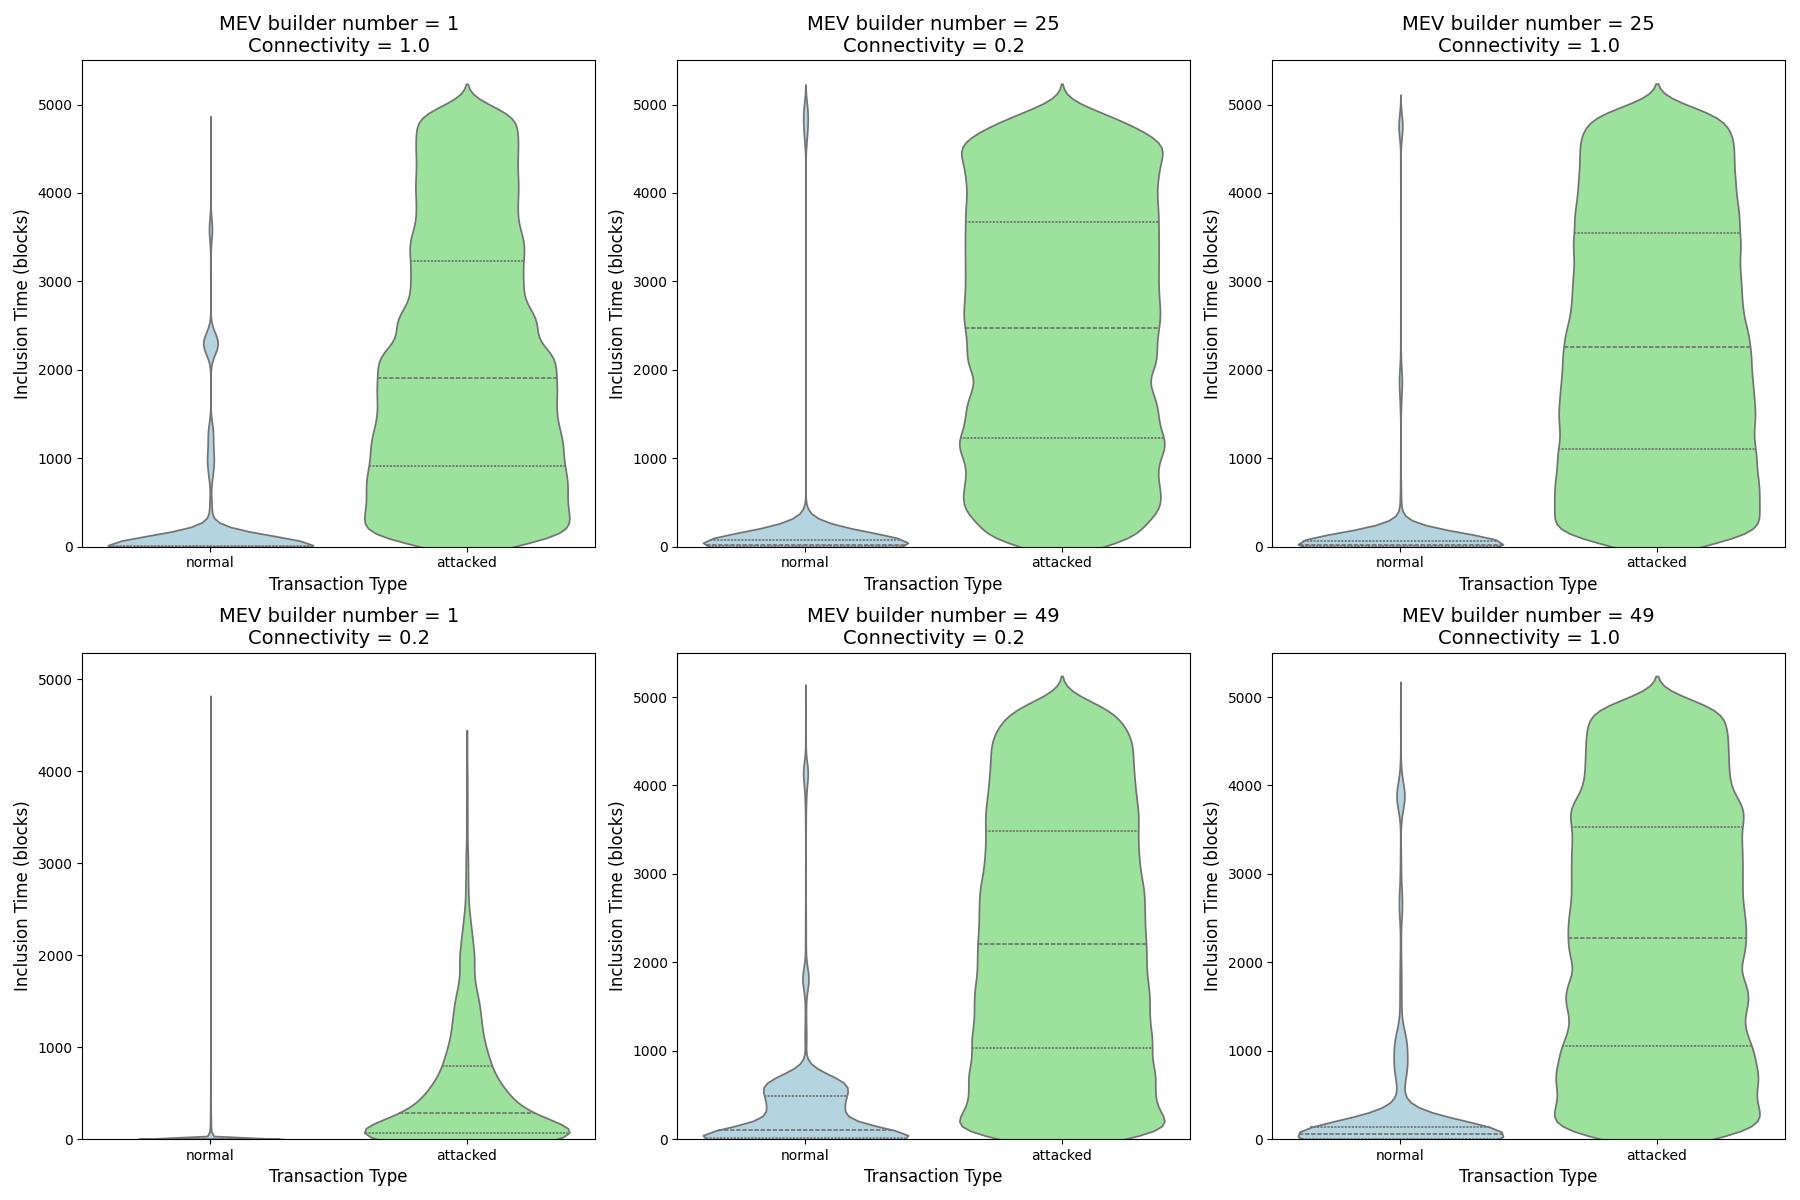 MEV builder number = 1
Connectivity = 1.0
Inclusion Time (blocks)
5000
4000
3000
2000
1000
0
normal
attacked
Transaction Type
MEV builder number = 25
Connectivity = 0.2
Inclusion Time (blocks)
5000
4000
3000
2000
1000
0
normal
attacked
Transaction Type
MEV builder number = 25
Connectivity = 1.0
Inclusion Time (blocks)
5000
4000
3000
2000
1000
0
normal
attacked
Transaction Type
MEV builder number = 1
Connectivity = 0.2
Inclusion Time (blocks)
5000
4000
3000
2000
1000
0
normal
attacked
Transaction Type
MEV builder number = 49
Connectivity = 0.2
Inclusion Time (blocks)
5000
4000
3000
2000
1000
0
normal
attacked
Transaction Type
MEV builder number = 49
Connectivity = 1.0
Inclusion Time (blocks)
5000
4000
3000
2000
1000
0
normal
attacked
Transaction Type